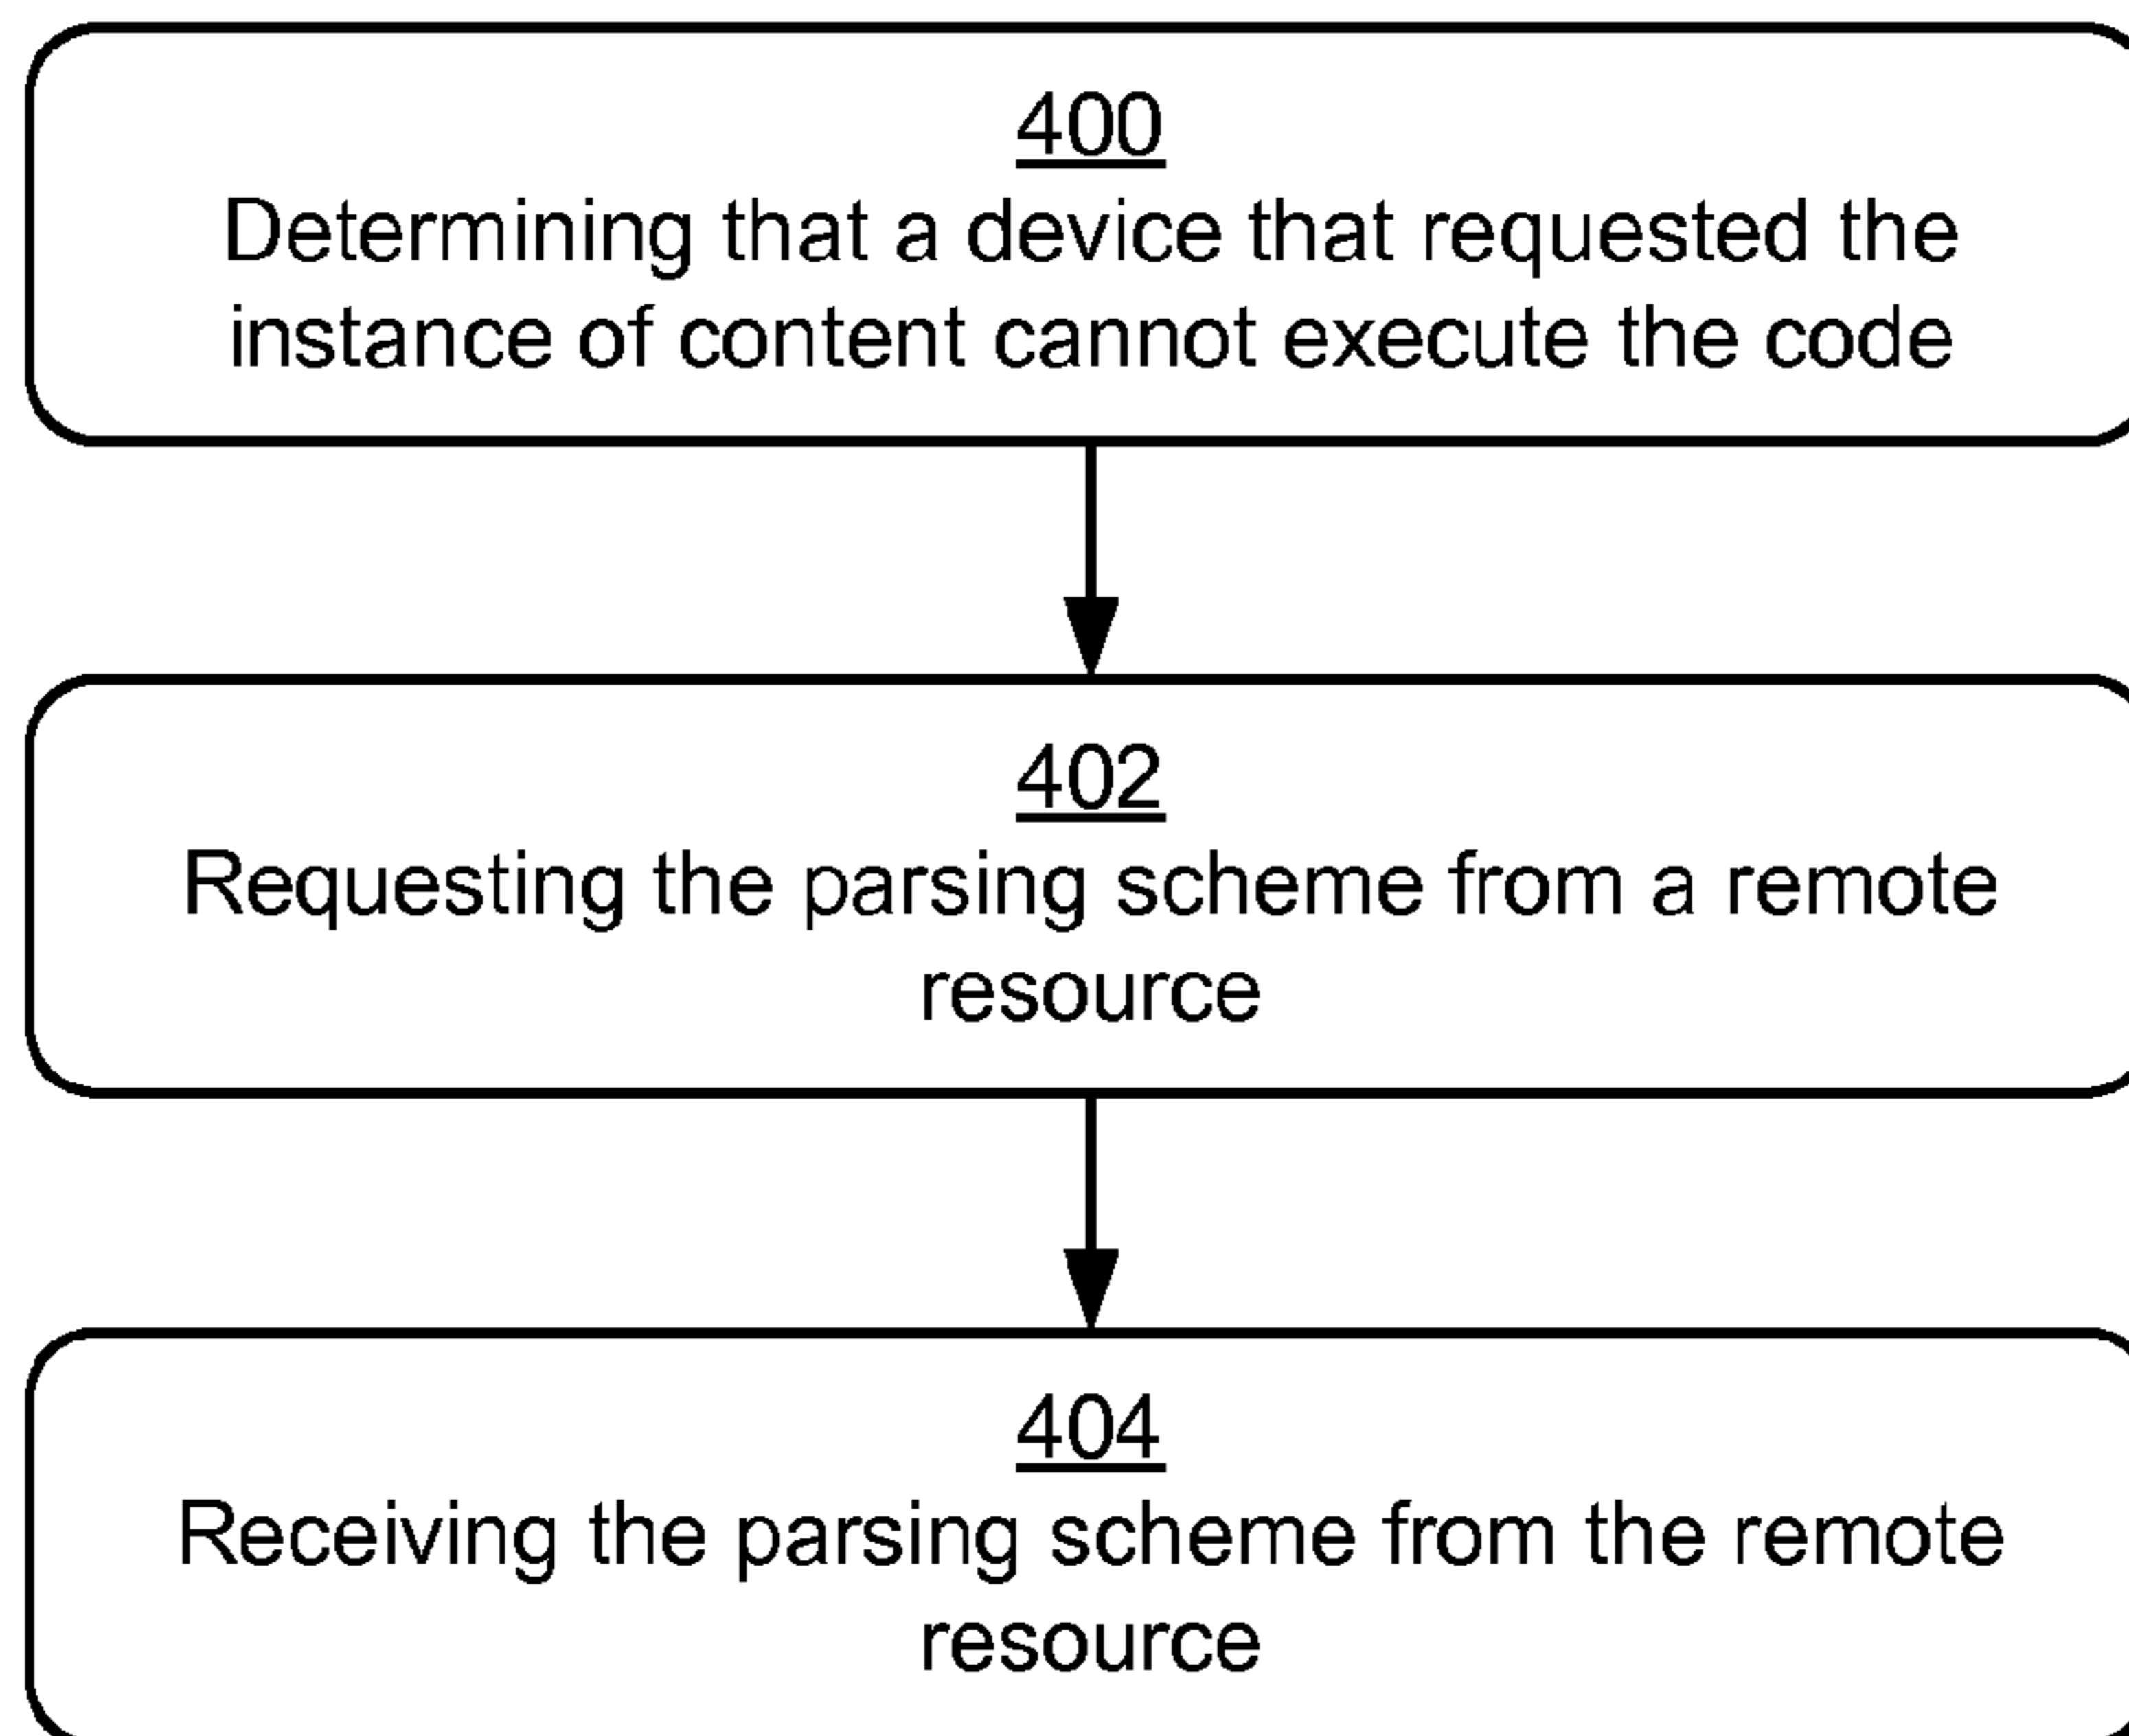 400
Determining that a device that requested the
instance of content cannot execute the code
402
Requesting the parsing scheme from a remote
resource
404
Receiving the parsing scheme from the remote
resource